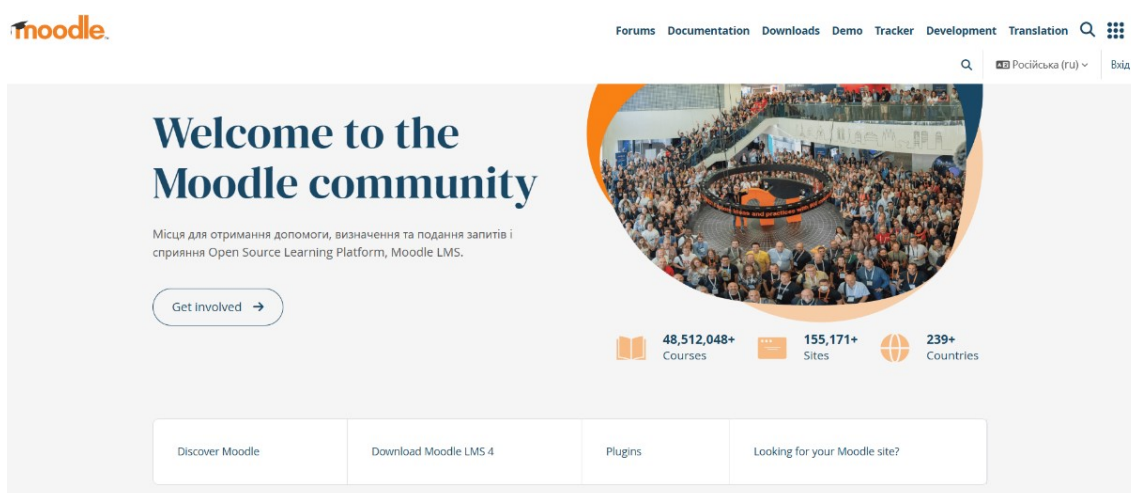 moodle
Forums Documentation Downloads Demo Tracker Development Translation
Російська (ru)
Вхід
Welcome to the
Moodle community
Місця для отримання допомоги, визначення та подання запитів і
сприяння Open Source Learning Platform, Moodle LMS.
Get involved →
48,512,048+
Courses
155,171+
Sites
239+
Countries
Discover Moodle
Download Moodle LMS 4
Plugins
Looking for your Moodle site?